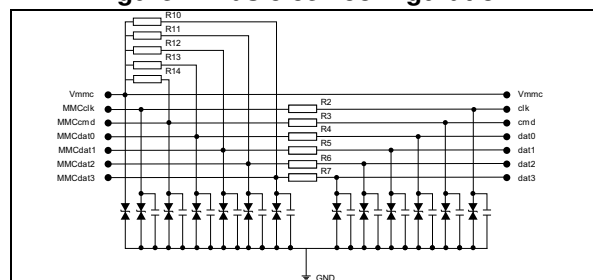 R10
R11
R12
R13
R14
Vmmc Vmmc
R2
MMCclk clk
R3
MMCcmd cmd
R4
MMCdat0 dat0
R5
MMCdat1 dat1
R6
MMCdat2 dat2
R7
MMCdat3 dat3
GND